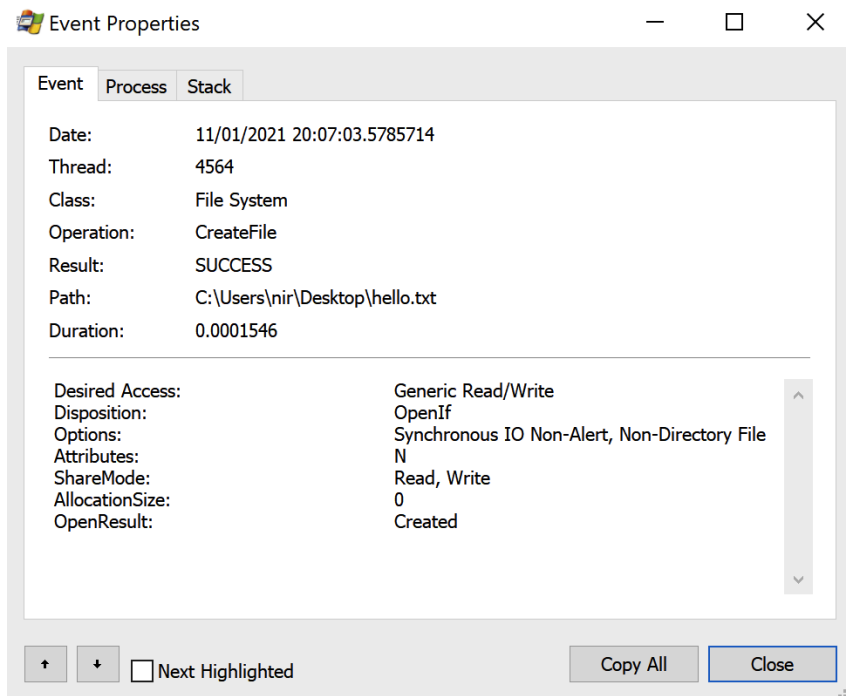 Event Properties
Event Process Stack
Date: 11/01/2021 20:07:03.5785714
Thread: 4564
Class: File System
Operation: CreateFile
Result: SUCCESS
Path: C:\Users\nir\Desktop\hello.txt
Duration: 0.0001546
Desired Access: Generic Read/Write
Disposition: OpenIf
Options: Synchronous IO Non-Alert, Non-Directory File
Attributes: N
ShareMode: Read, Write
AllocationSize: 0
OpenResult: Created
Next Highlighted Copy All Close